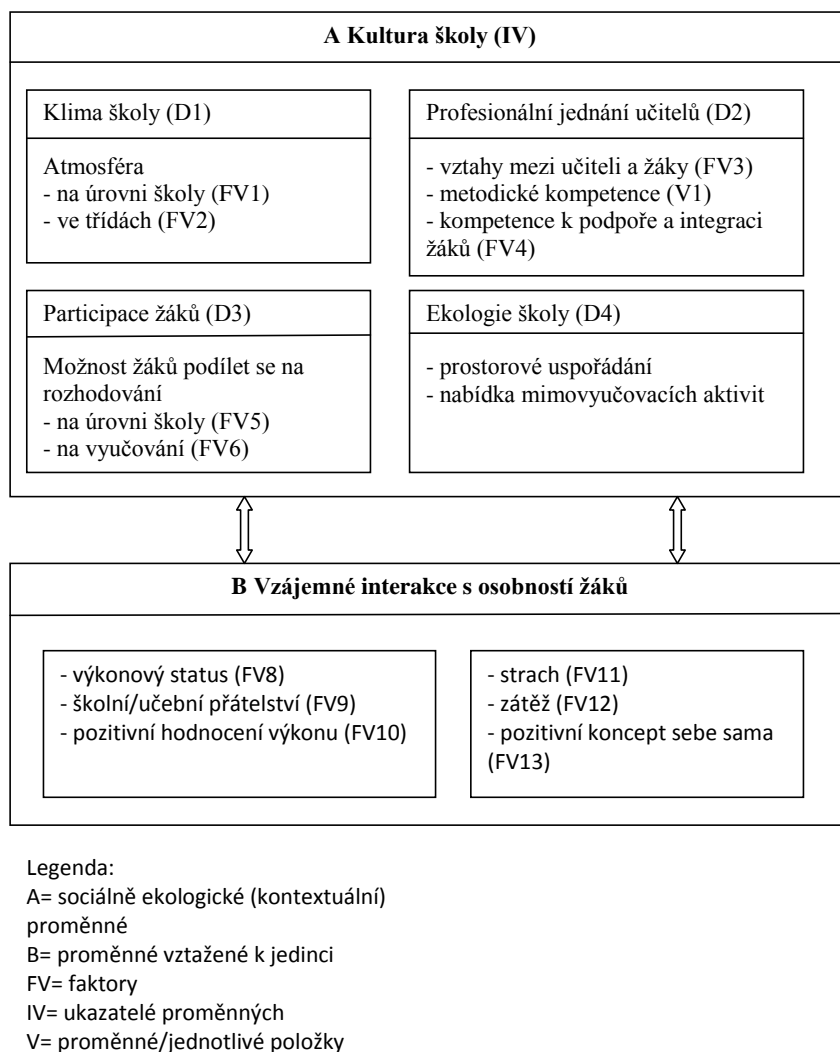 A Kultura školy (IV)
Klima školy (D1)
Atmosféra
- na úrovni školy (FV1)
- ve třídách (FV2)
Profesionální jednání učitelů (D2)
- vztahy mezi učiteli a žáky (FV3)
- metodické kompetence (V1)
- kompetence k podpoře a integraci
žáků (FV4)
Participace žáků (D3)
Možnost žáků podílet se na
rozhodování
- na úrovni školy (FV5)
- na vyučování (FV6)
Ekologie školy (D4)
- prostorové uspořádání
- nabídka mimovyučovacích aktivit
B Vzájemné interakce s osobností žáků
- výkonový status (FV8)
- školní/učební přátelství (FV9)
- pozitivní hodnocení výkonu (FV10)
- strach (FV11)
- zátěž (FV12)
- pozitivní koncept sebe sama
(FV13)
Legenda:
A= sociálně ekologické (kontextuální)
proměnné
B= proměnné vztažené k jedinci
FV= faktory
IV= ukazatelé proměnných
V= proměnné/jednotlivé položky